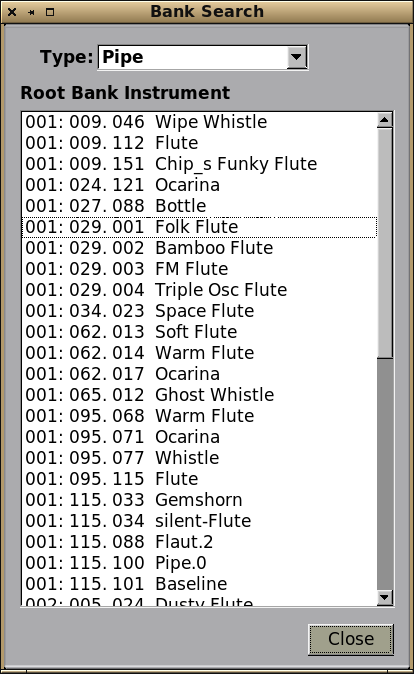 Bank Search
Type: Pipe
Root Bank Instrument
001: 009. 046 Wipe Whistle
001: 009. 112 Flute
001: 009. 151 Chip_s Funky Flute
001: 024. 121 Ocarina
001: 027. 088 Bottle
001: 029. 001 Folk Flute
001: 029. 002 Bamboo Flute
001: 029. 003 FM Flute
001: 029. 004 Triple Osc Flute
001: 034. 023 Space Flute
001: 062. 013 Soft Flute
001: 062. 014 Warm Flute
001: 062. 017 Ocarina
001: 065. 012 Ghost Whistle
001: 095. 068 Warm Flute
001: 095. 071 Ocarina
001: 095. 077 Whistle
001: 095. 115 Flute
001: 115. 033 Gemshorn
001: 115. 034 silent-Flute
001: 115. 088 Flaut.2
001: 115. 100 Pipe.0
001: 115. 101 Baseline
002: 005. 024 Dusty Flute
Close